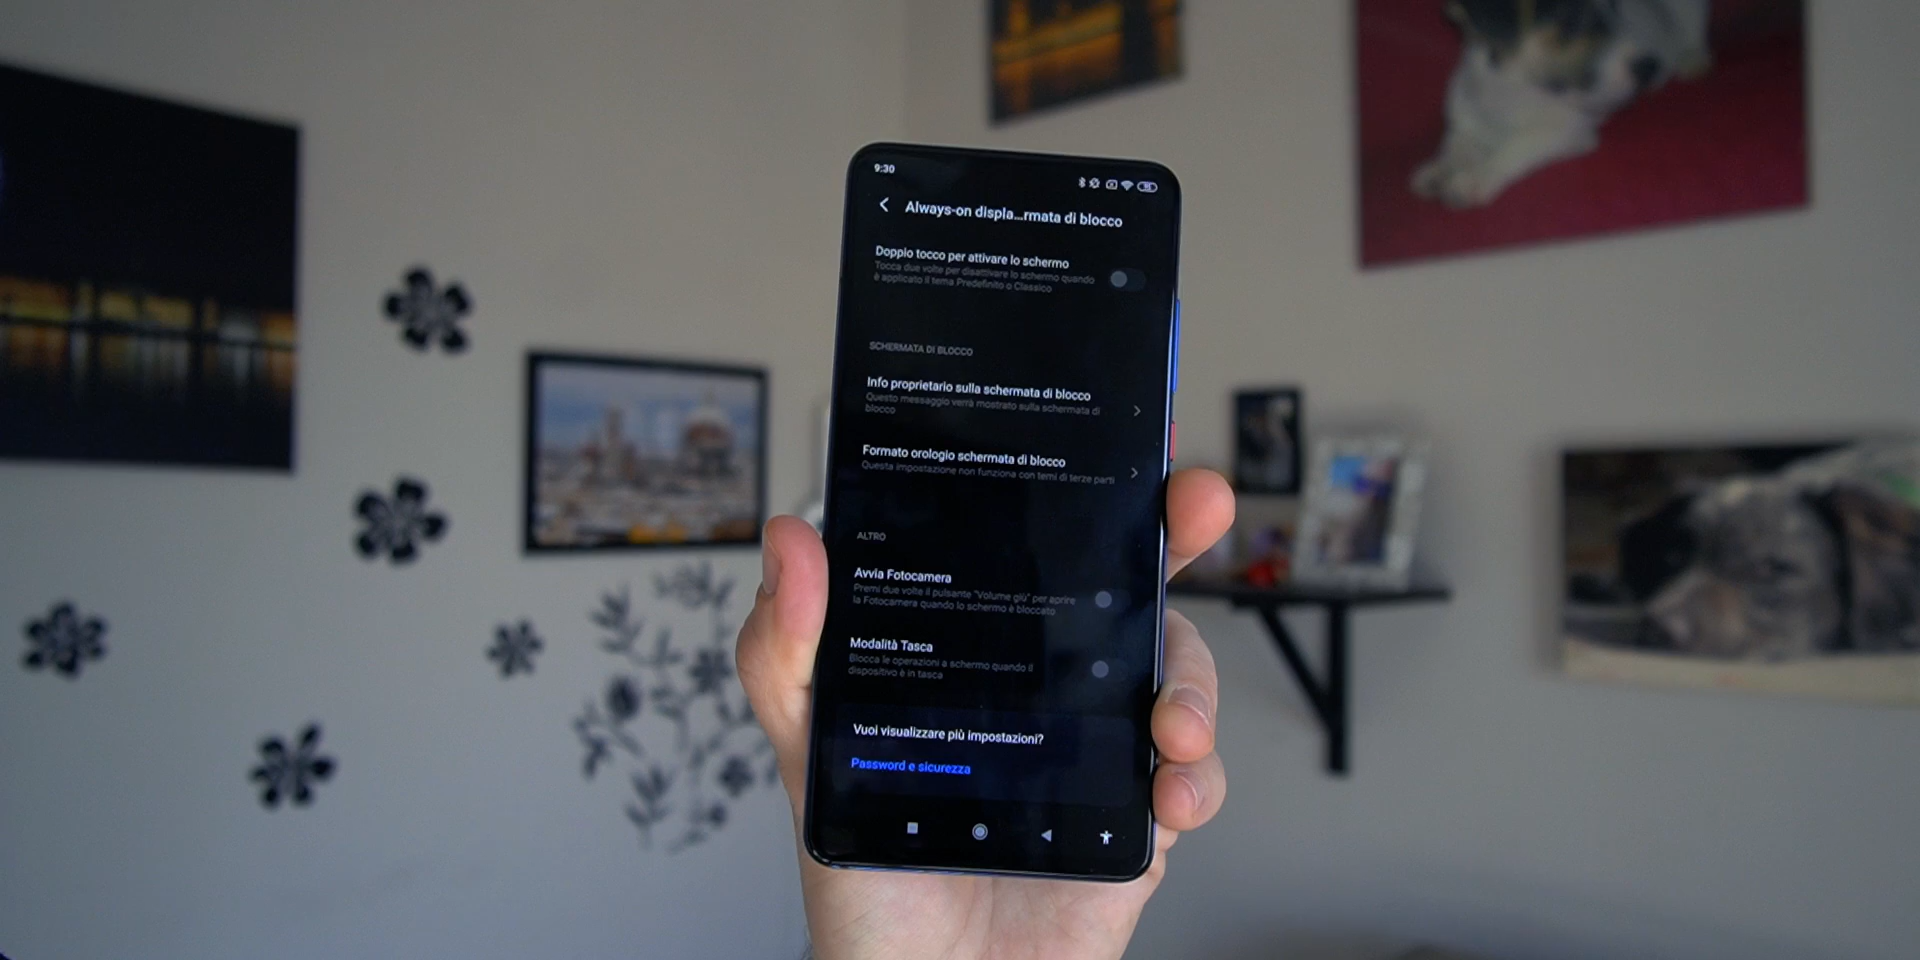 9:30
Always-on displa...rmata di blocco
Doppio tocco per attivare lo schermo
Tocca due volte per disattivare lo schermo quando
è applicato il tema Predefinito o Classico
SCHERMATA DI BLOCCO
Info proprietario sulla schermata di blocco
Questo messaggio verrà mostrato sulla schermata di
blocco
Formato orologio schermata di blocco
Questa impostazione non funziona con temi di terze parti
ALTRO
Avvia Fotocamera
Premi due volte il pulsante "Volume giù" per aprire
la Fotocamera quando lo schermo è bloccato
Modalità Tasca
Blocca le operazioni a schermo quando il
dispositivo è in tasca
Vuoi visualizzare più impostazioni?
Password e sicurezza